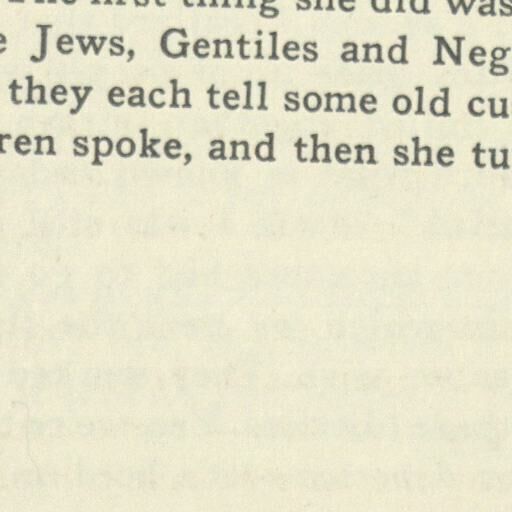 The first thing she did was
e Jews, Gentiles and Neg
they each tell some old cu
ren spoke, and then she tu